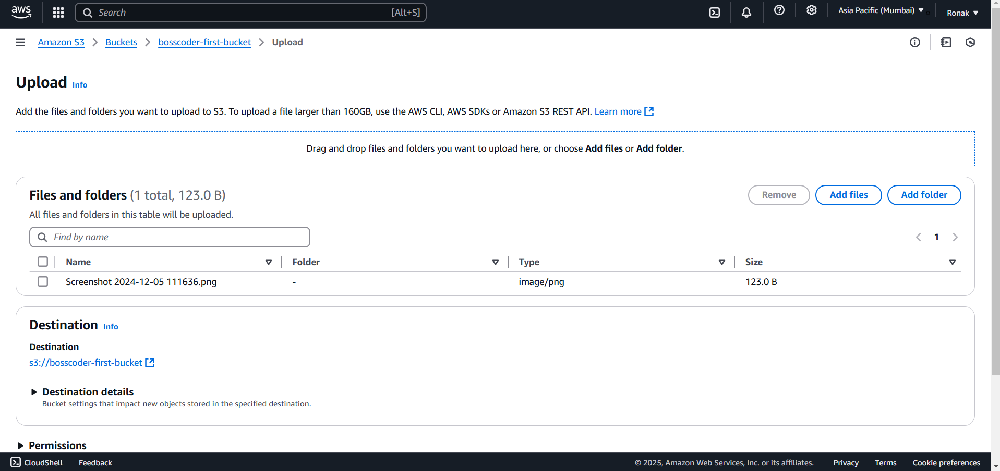 aws Search [Alt+S] Asia Pacific (Mumbai) Ronak
Amazon S3 Buckets bosscoder-first-bucket Upload
Upload Info
Add the files and folders you want to upload to S3. To upload a file larger than 160GB, use the AWS CLI, AWS SDKs or Amazon S3 REST API. Learn more
Drag and drop files and folders you want to upload here, or choose Add files or Add folder.
Files and folders (1 total, 123.0 B) Remove Add files Add folder
All files and folders in this table will be uploaded.
Find by name 1
Name Folder Type Size
Screenshot 2024-12-05 111636.png - image/png 123.0 B
Destination Info
Destination
s3://bosscoder-first-bucket
Destination details
Bucket settings that impact new objects stored in the specified destination.
Permissions
CloudShell Feedback © 2025, Amazon Web Services, Inc. or its affiliates. Privacy Terms Cookie preferences